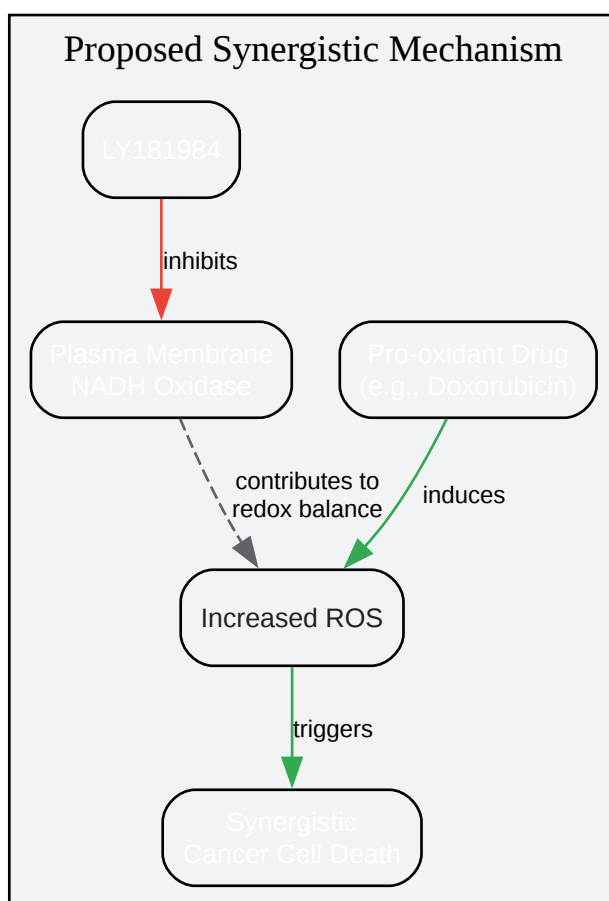 Proposed Synergistic Mechanism
LY181984
inhibits
Plasma Membrane
NADH Oxidase
Pro-oxidant Drug
(e.g., Doxorubicin)
contributes to
redox balance
induces
Increased ROS
triggers
Synergistic
Cancer Cell Death